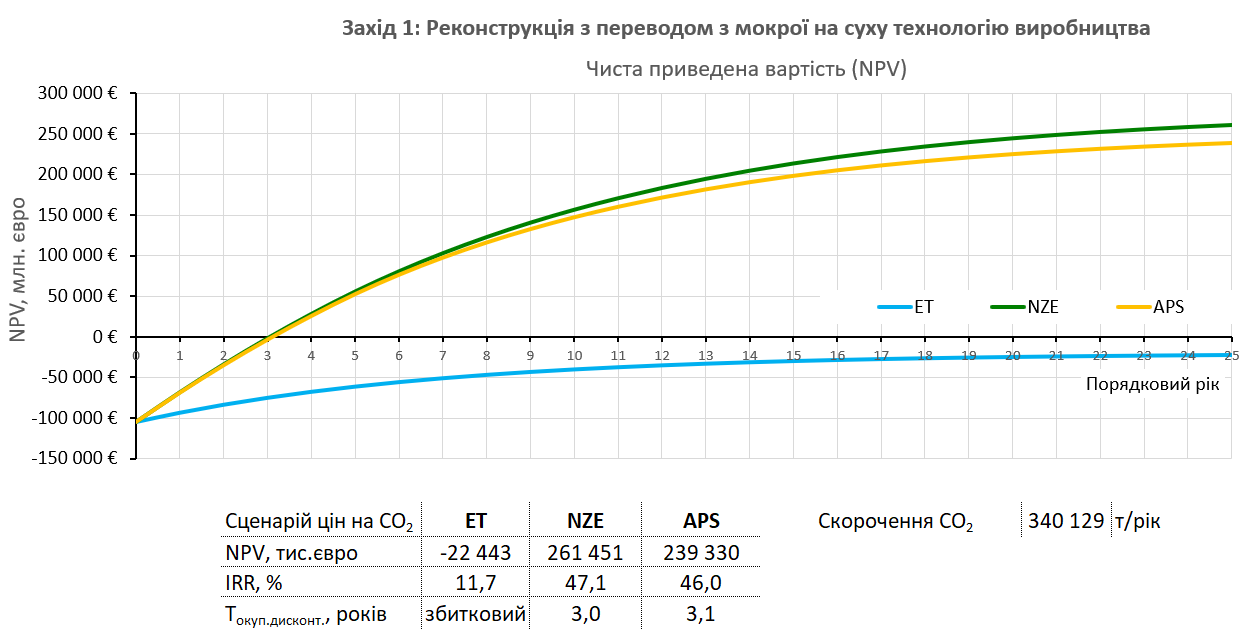 Захід 1: Реконструкція з переводом з мокрої на суху технологію виробництва
Чиста приведена вартість (NPV)
NPV, млн. євро
300 000 €
250 000 €
200 000 €
150 000 €
100 000 €
50 000 €
0 €
-50 000 €
-100 000 €
-150 000 €
0 1 2 3 4 5 6 7 8 9 10 11 12 13 14 15 16 17 18 19 20 21 22 23 24 25
ET NZE APS
Порядковий рік
Сценарій цін на CO₂ ET NZE APS
NPV, тис.євро -22 443 261 451 239 330
IRR, % 11,7 47,1 46,0
Tокуп.дисконт., років збитковий 3,0 3,1
Скорочення CO₂ 340 129 т/рік